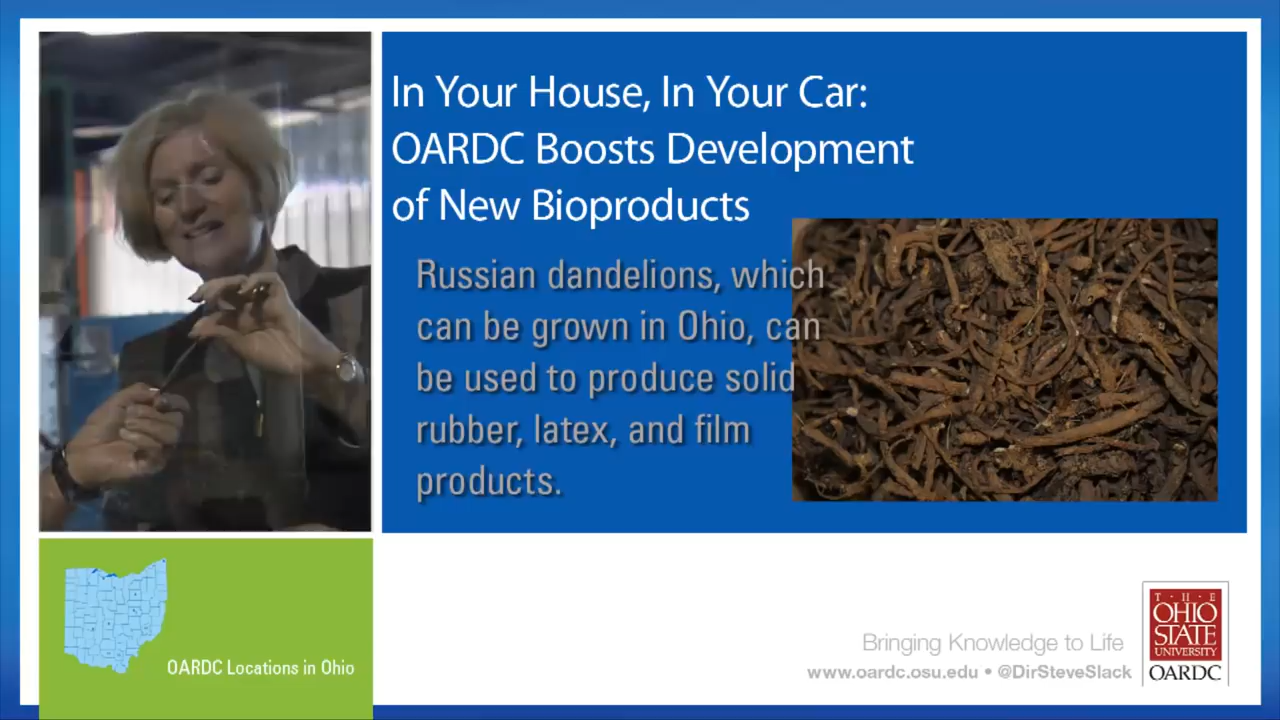 In Your House, In Your Car:
OARDC Boosts Development
of New Bioproducts
Russian dandelions, which
can be grown in Ohio, can
be used to produce solid
rubber, latex, and film
products.
OARDC Locations in Ohio
Bringing Knowledge to Life
www.oardc.osu.edu • @DirSteveSlack
T · H · E
OHIO
STATE
UNIVERSITY
OARDC